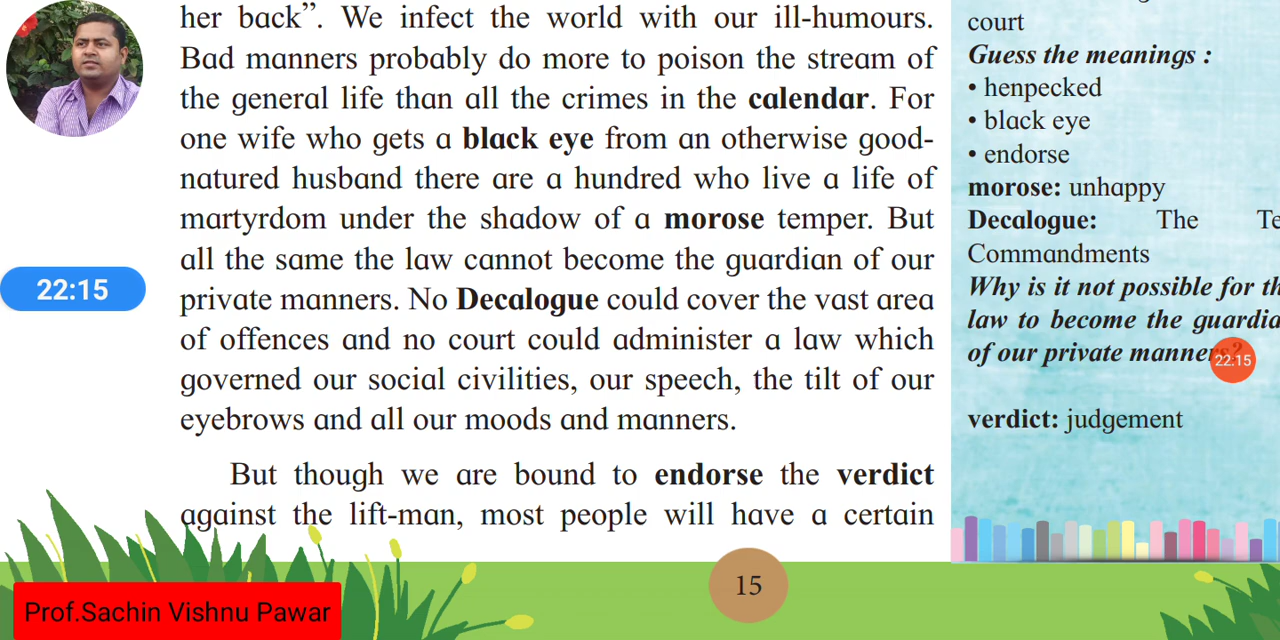 her back”. We infect the world with our ill-humours.
Bad manners probably do more to poison the stream of
the general life than all the crimes in the calendar. For
one wife who gets a black eye from an otherwise good-
natured husband there are a hundred who live a life of
martyrdom under the shadow of a morose temper. But
all the same the law cannot become the guardian of our
private manners. No Decalogue could cover the vast area
of offences and no court could administer a law which
governed our social civilities, our speech, the tilt of our
eyebrows and all our moods and manners.
But though we are bound to endorse the verdict
against the lift-man, most people will have a certain
15
court
Guess the meanings :
• henpecked
• black eye
• endorse
morose: unhappy
Decalogue: The Te
Commandments
Why is it not possible for th
law to become the guardia
of our private manners?
verdict: judgement
22:15
22:15
Prof.Sachin Vishnu Pawar